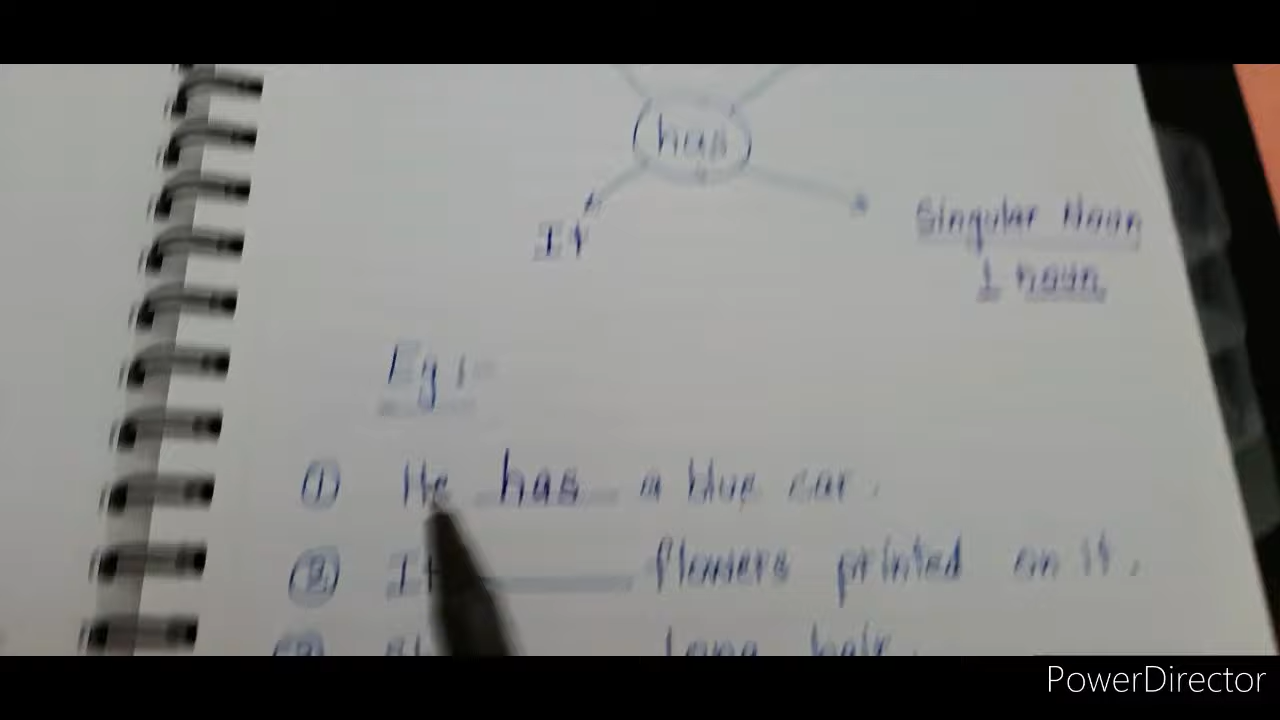 has
It
Singular Noun
1 noun
Eg :-
① He has a blue car.
② It ______ flowers printed on it.
long hair.
PowerDirector